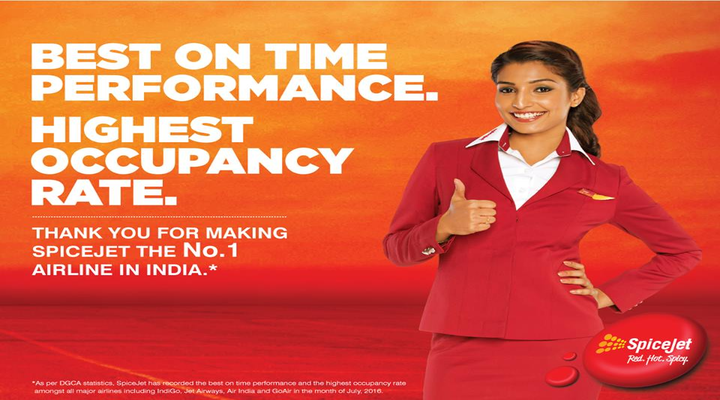 BEST ON TIME
PERFORMANCE.
HIGHEST
OCCUPANCY
RATE.
THANK YOU FOR MAKING
SPICEJET THE No.1
AIRLINE IN INDIA.*
SpiceJet
Red. Hot. Spicy.
*As per DGCA statistics, SpiceJet has recorded the best on time performance and the highest occupancy rate
amongst all major airlines including IndiGo, Jet Airways, Air India and GoAir in the month of July, 2016.